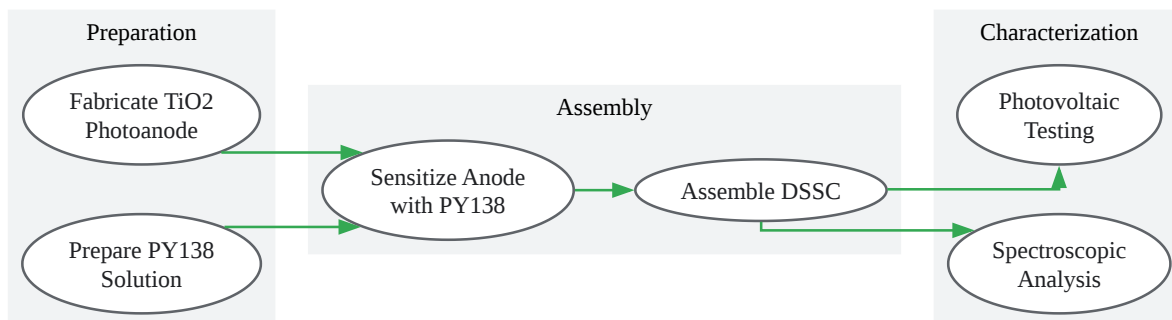 Preparation
Fabricate TiO2
Photoanode
Prepare PY138
Solution
Assembly
Sensitize Anode
with PY138
Assemble DSSC
Characterization
Photovoltaic
Testing
Spectroscopic
Analysis